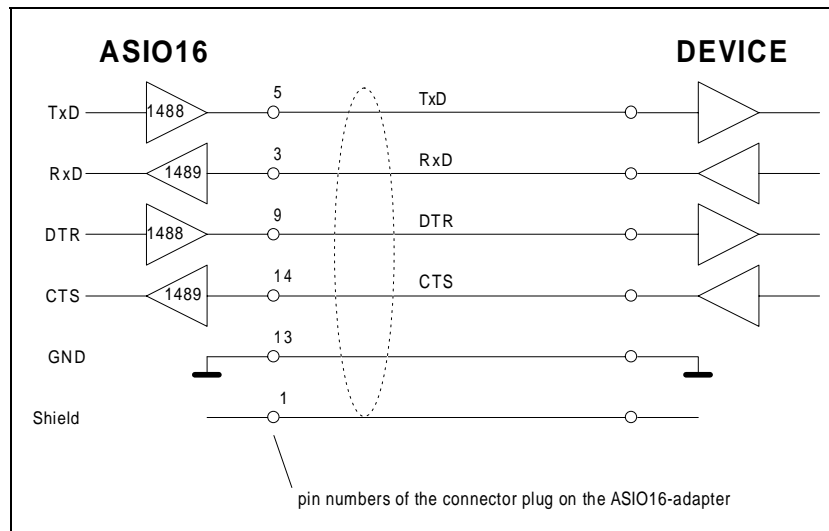 ASIO16 DEVICE
5 TxD
TxD 1488
3 RxD
RxD 1489
9 DTR
DTR 1488
14 CTS
CTS 1489
13
GND
1
Shield
pin numbers of the connector plug on the ASIO16-adapter